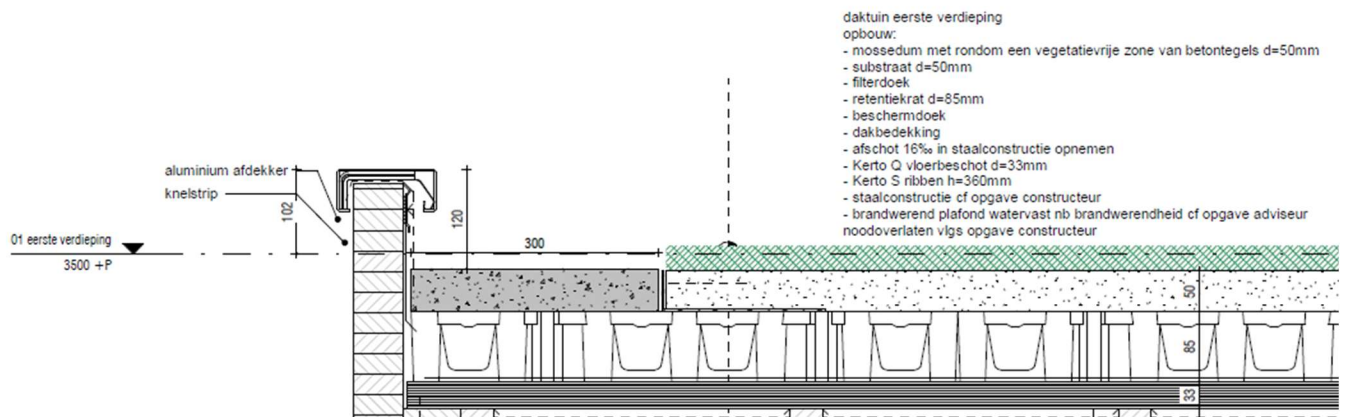 daktuin eerste verdieping
opbouw:
- mossedum met rondom een vegetatievrije zone van betontegels d=50mm
- substraat d=50mm
- filterdoek
- retentiekrat d=85mm
- beschermdoek
- dakbedekking
- afschot 16‰ in staalconstructie opnemen
- Kerto Q vloerbeschot d=33mm
- Kerto S ribben h=360mm
- staalconstructie cf opgave constructeur
- brandwerend plafond watervast nb brandwerendheid cf opgave adviseur
noodoverlaten vlgs opgave constructeur
aluminium afdekker
knelstrip
102
120
01 eerste verdieping
3500 +P
300
50
85
33